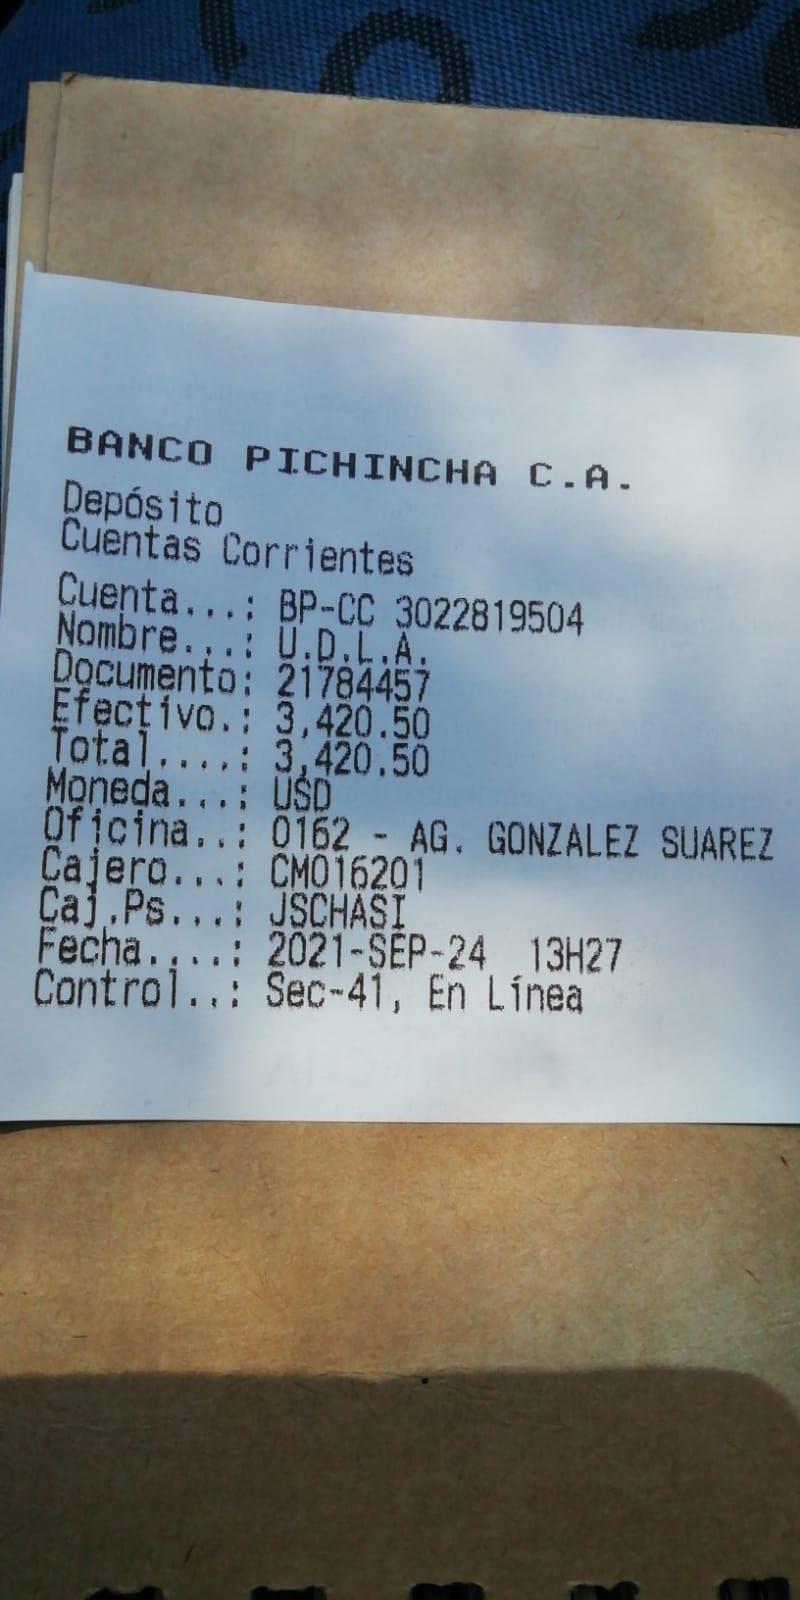 BANCO PICHINCHA C.A.
Depósito
Cuentas Corrientes
Cuenta...: BP-CC 3022819504
Nombre...: U.D.L.A.
Documento: 21784457
Efectivo.: 3,420.50
Total....: 3,420.50
Moneda...: USD
Oficina..: 0162 - AG. GONZALEZ SUAREZ
Cajero...: CM016201
Caj.Ps...: JSCHASI
Fecha....: 2021-SEP-24 13H27
Control..: Sec-41, En Línea